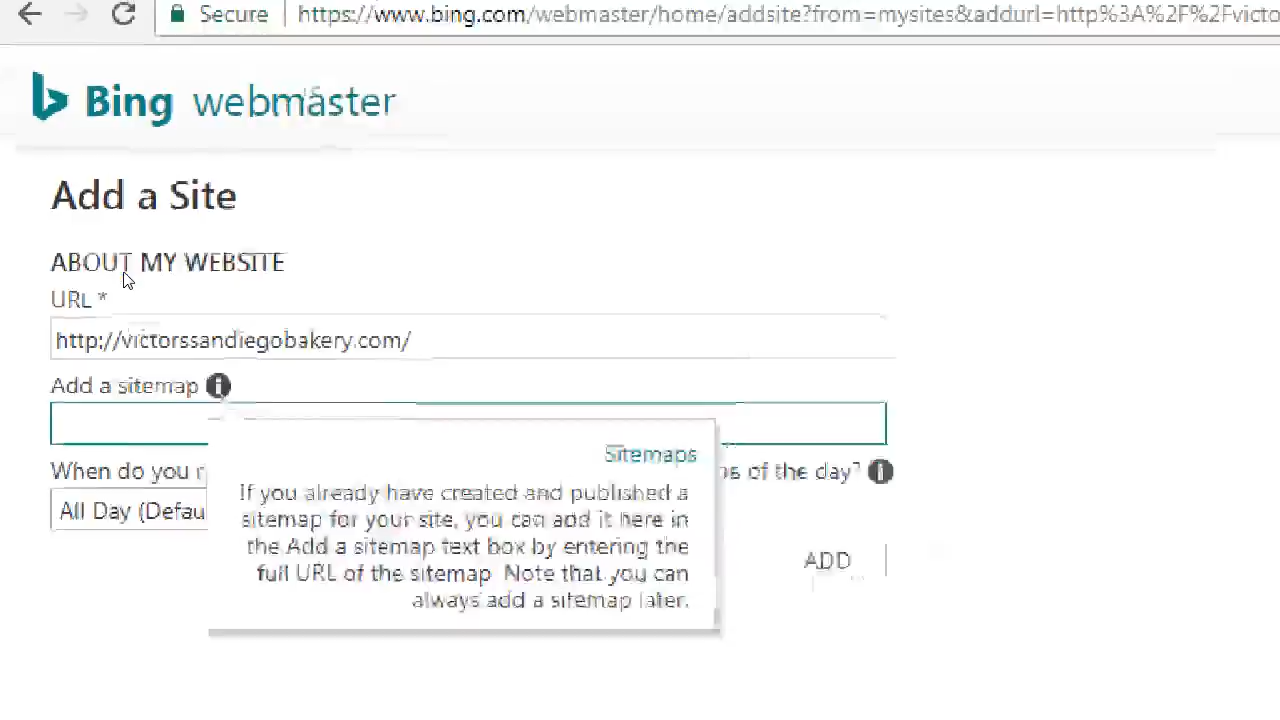 Secure https://www.bing.com/webmaster/home/addsite?from=mysites&addurl=http%3A%2F%2Fvicto
Bing webmaster
Add a Site
ABOUT MY WEBSITE
URL *
http://victorssandiegobakery.com/
Add a sitemap
Sitemaps
When do you r
of the day?
If you already have created and published a
All Day (Defau
sitemap for your site, you can add it here in
the Add a sitemap text box by entering the
full URL of the sitemap. Note that you can
always add a sitemap later.
ADD